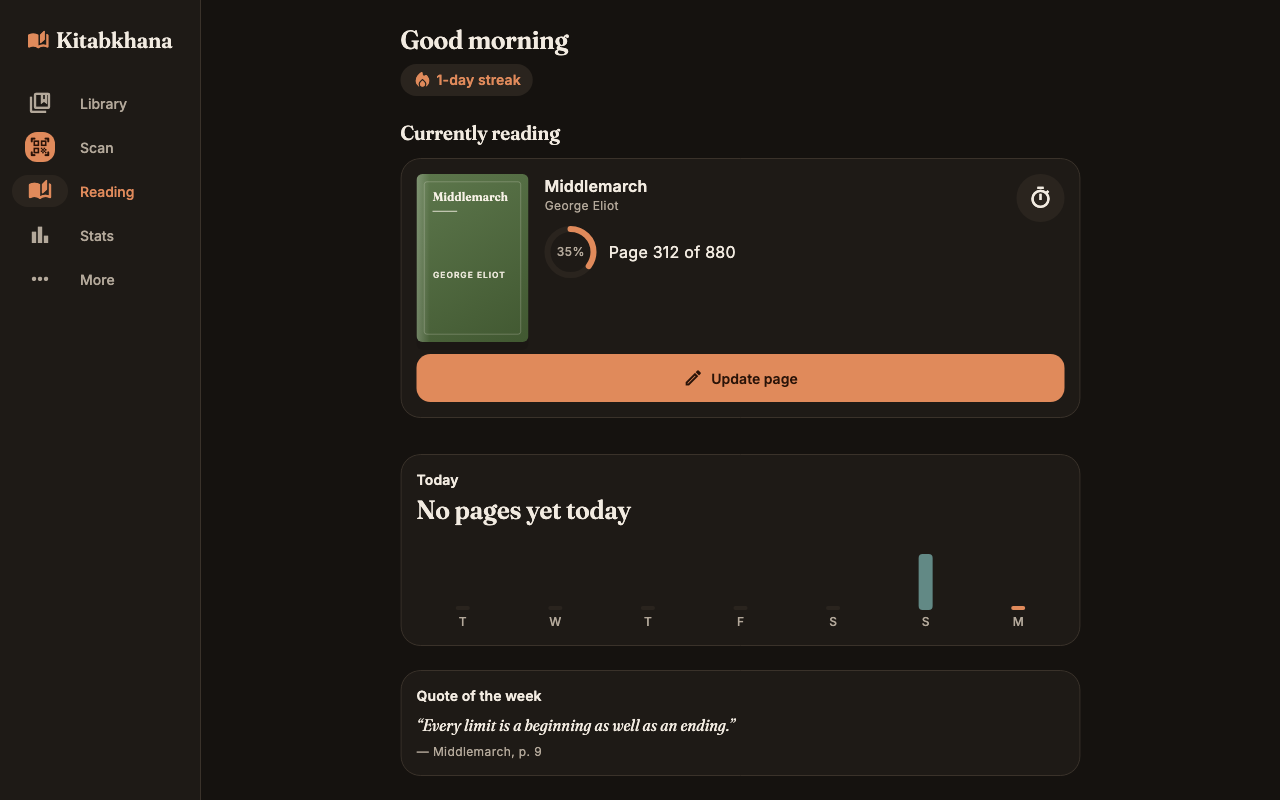 Kitabkhana
Library
Scan
Reading
Stats
More
Good morning
1-day streak
Currently reading
Middlemarch
GEORGE ELIOT
Middlemarch
George Eliot
35%
Page 312 of 880
Update page
Today
No pages yet today
T W T F S S M
Quote of the week
“Every limit is a beginning as well as an ending.”
— Middlemarch, p. 9